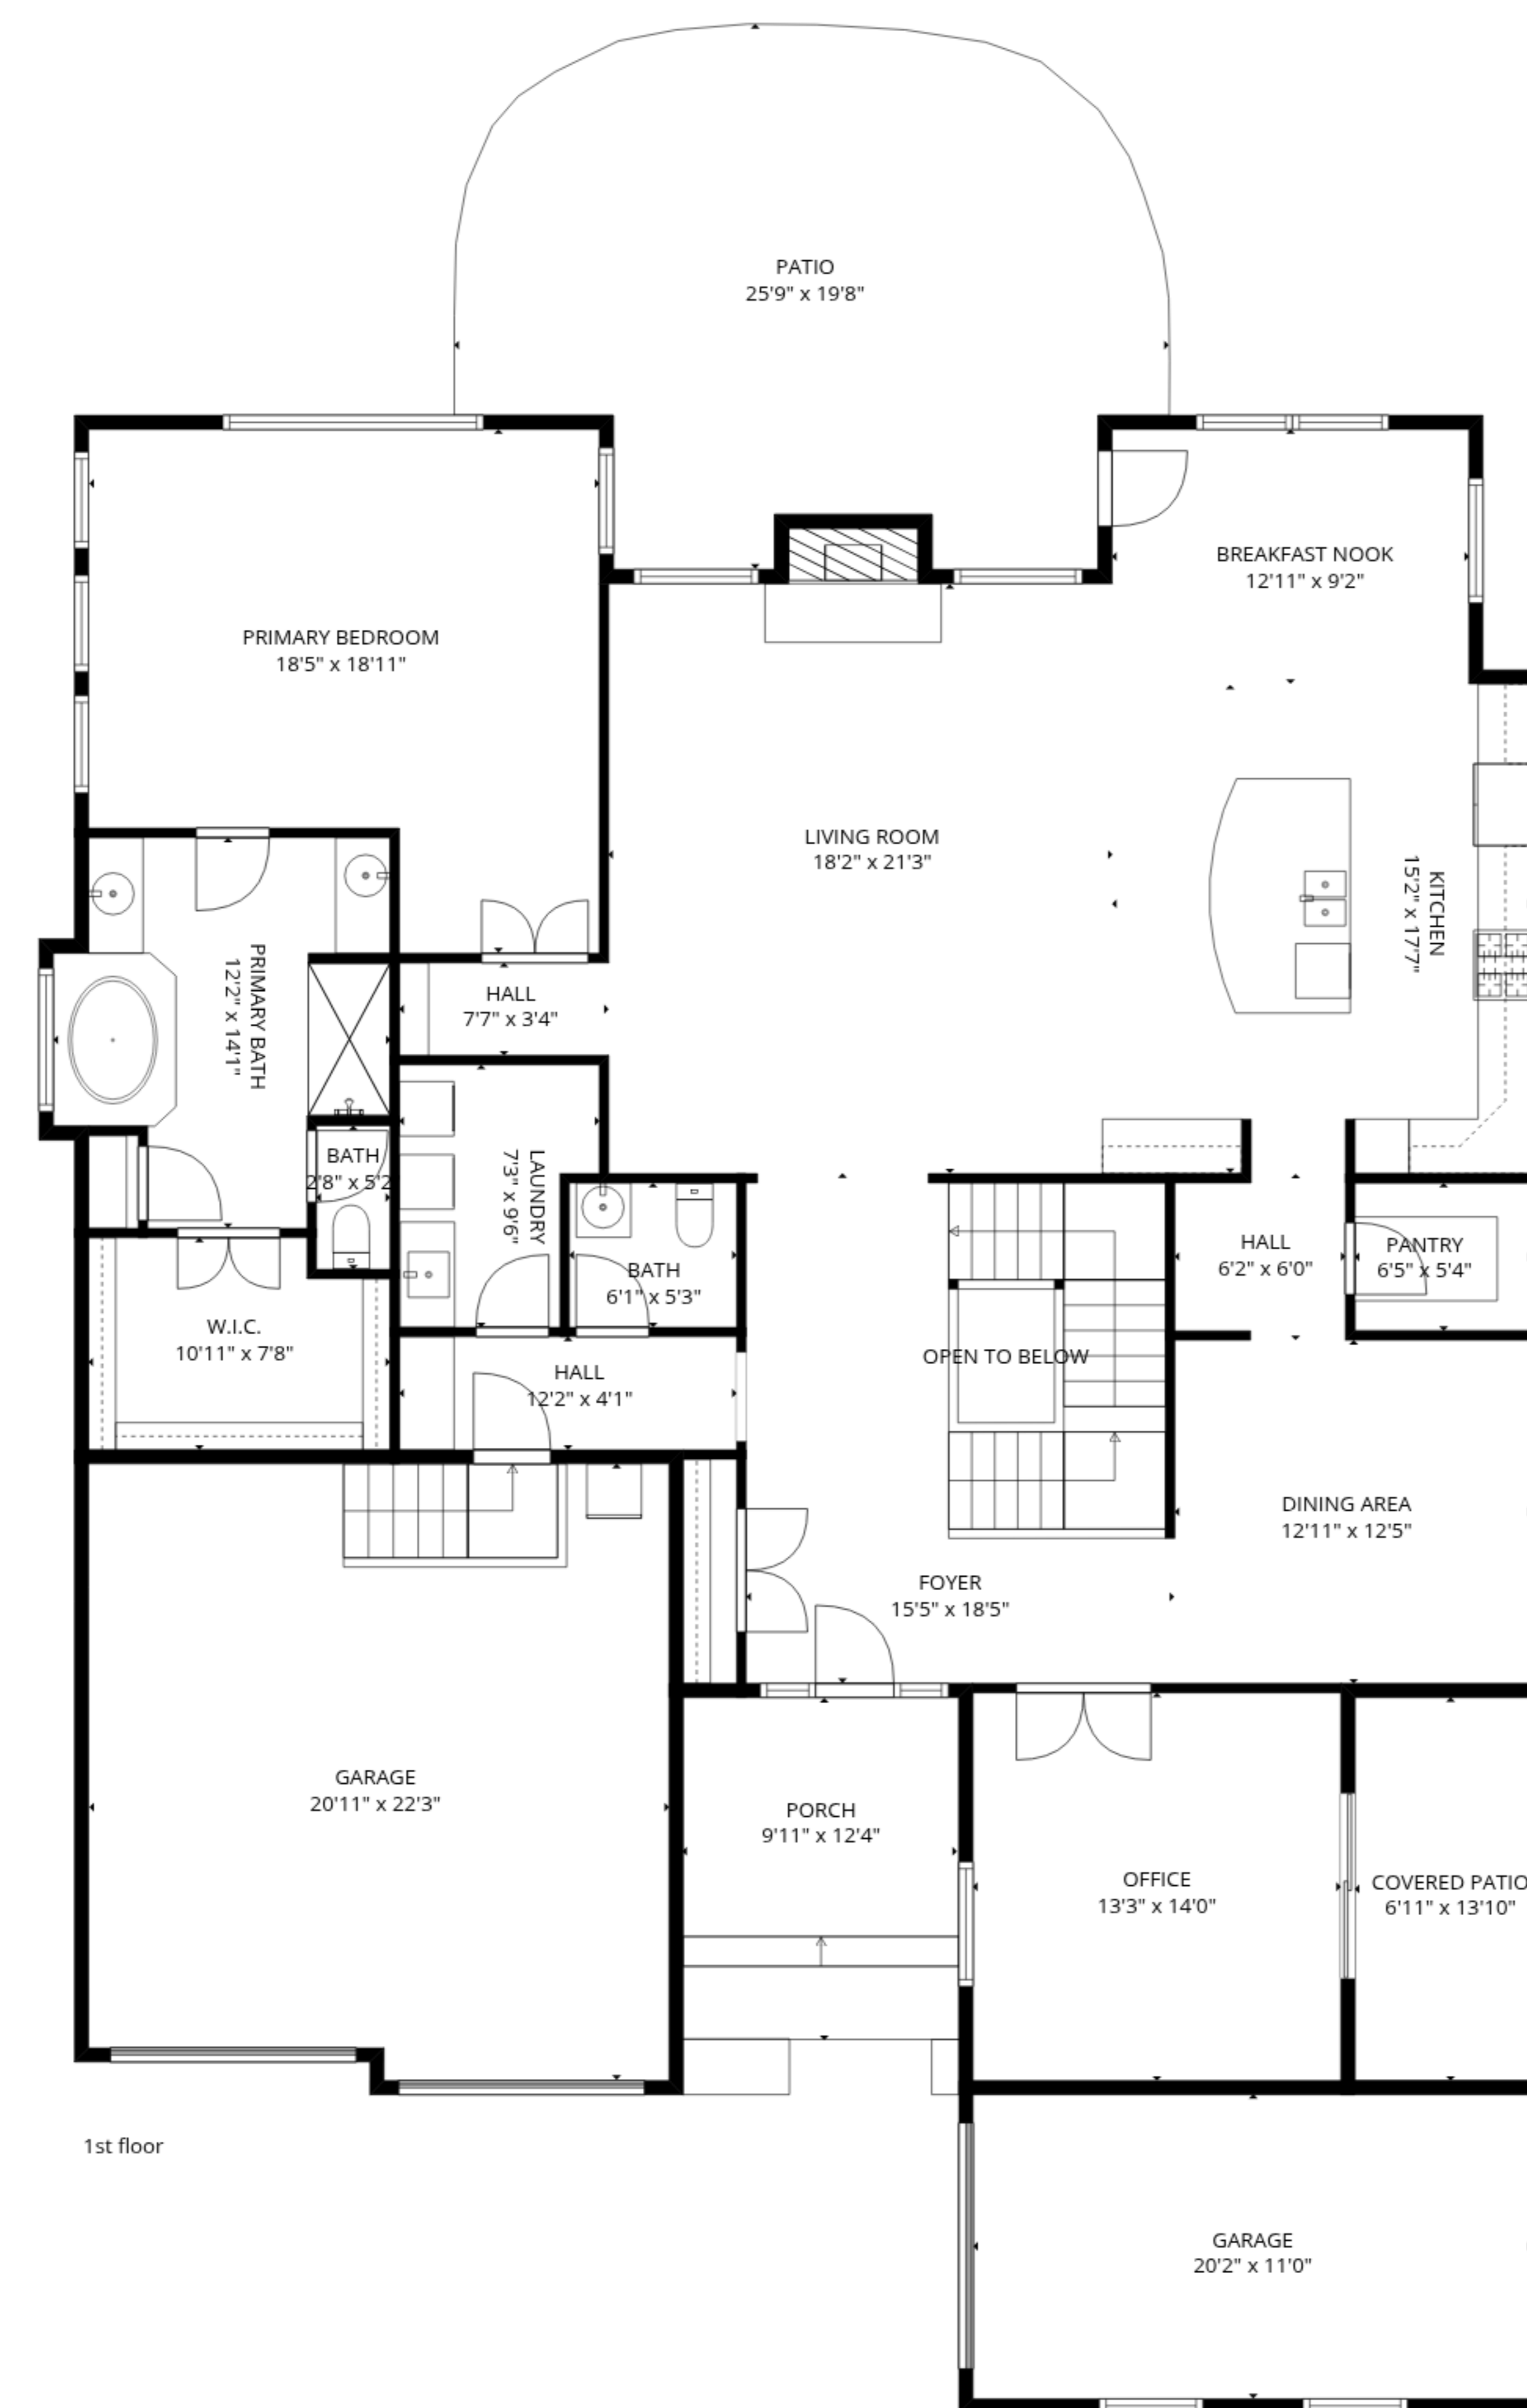 PATIO
25'9" x 19'8"
BREAKFAST NOOK
12'11" x 9'2"
PRIMARY BEDROOM
18'5" x 18'11"
LIVING ROOM
18'2" x 21'3"
KITCHEN
15'2" x 17'7"
PRIMARY BATH
12'2" x 14'1"
HALL
7'7" x 3'4"
BATH
2'8" x 5'2
LAUNDRY
7'3" x 9'6"
BATH
6'1" x 5'3"
HALL
6'2" x 6'0"
PANTRY
6'5" x 5'4"
W.I.C.
10'11" x 7'8"
HALL
12'2" x 4'1"
OPEN TO BELOW
DINING AREA
12'11" x 12'5"
FOYER
15'5" x 18'5"
GARAGE
20'11" x 22'3"
PORCH
9'11" x 12'4"
OFFICE
13'3" x 14'0"
COVERED PATIO
6'11" x 13'10"
1st floor
GARAGE
20'2" x 11'0"